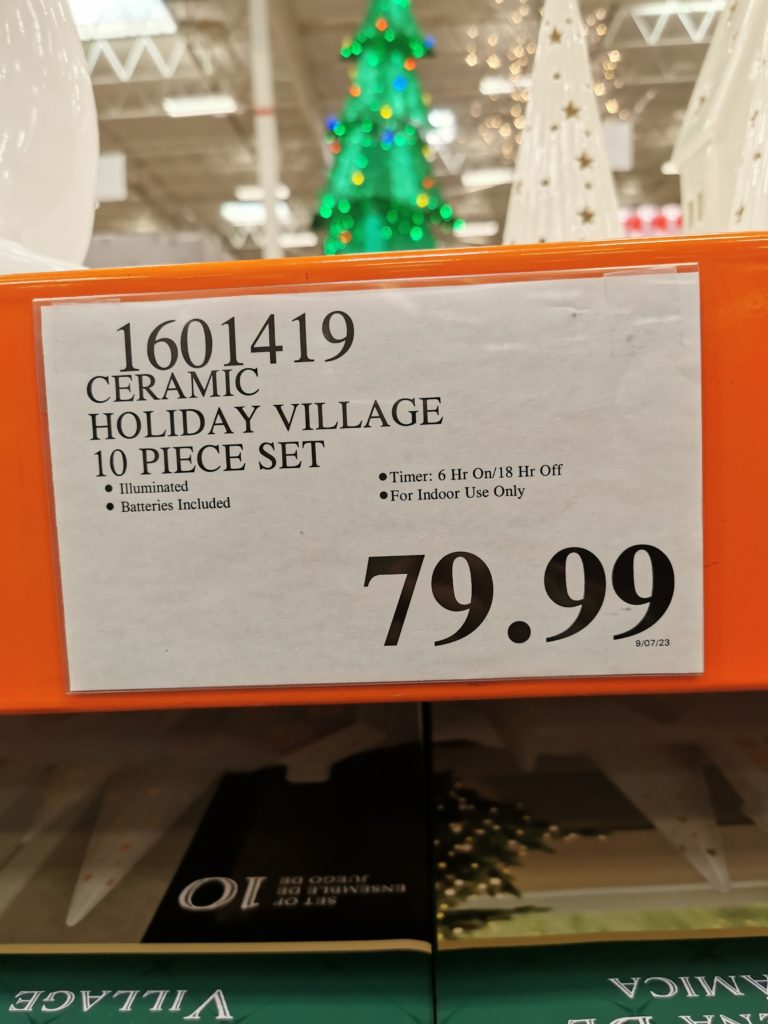 1601419
CERAMIC
HOLIDAY VILLAGE
10 PIECE SET
• Illuminated
• Batteries Included
• Timer: 6 Hr On/18 Hr Off
• For Indoor Use Only
79.99
9/07/23
10
SET OF
ENSEMBLE DE
JUEGO DE
VILLAGE